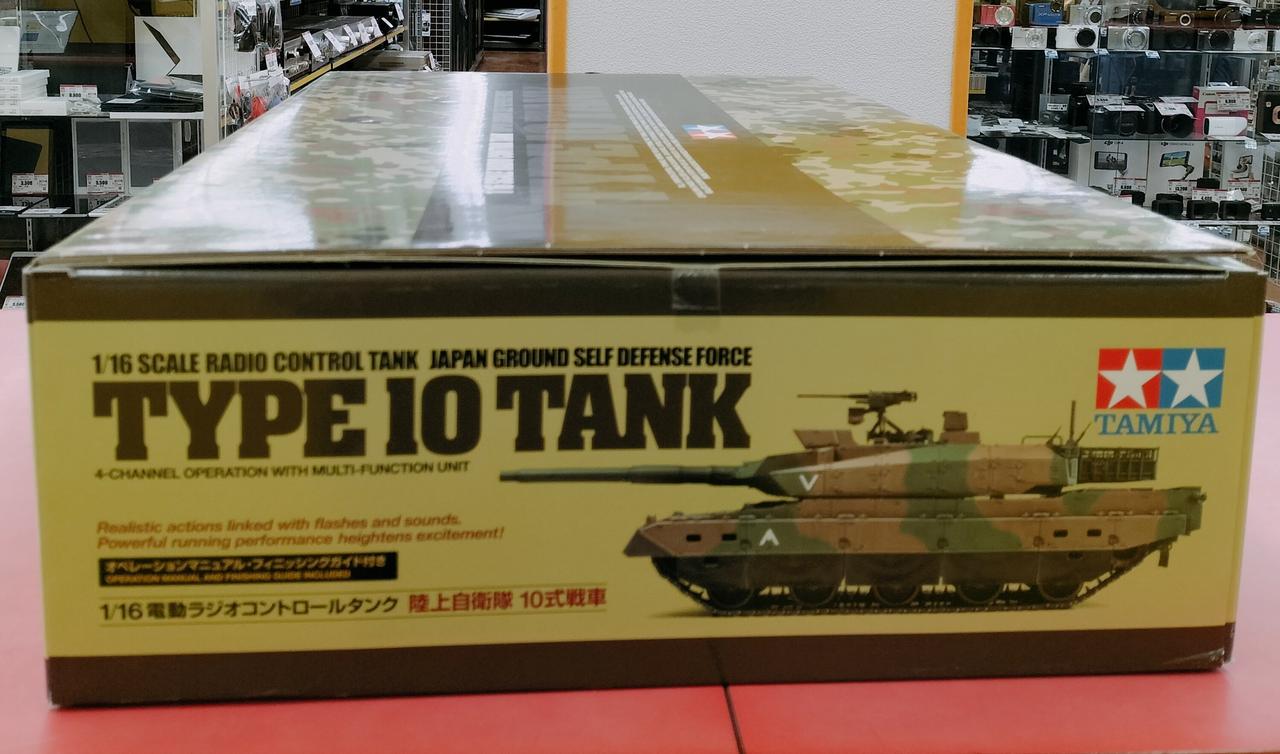 1/16 SCALE RADIO CONTROL TANK JAPAN GROUND SELF DEFENSE FORCE
TYPE 10 TANK
4-CHANNEL OPERATION WITH MULTI-FUNCTION UNIT
Realistic actions linked with flashes and sounds.
Powerful running performance heightens excitement!
オペレーションマニュアル・フィニッシングガイド付き
OPERATION MANUAL AND FINISHING GUIDE INCLUDED
1/16 電動ラジオコントロールタンク 陸上自衛隊 10式戦車
TAMIYA